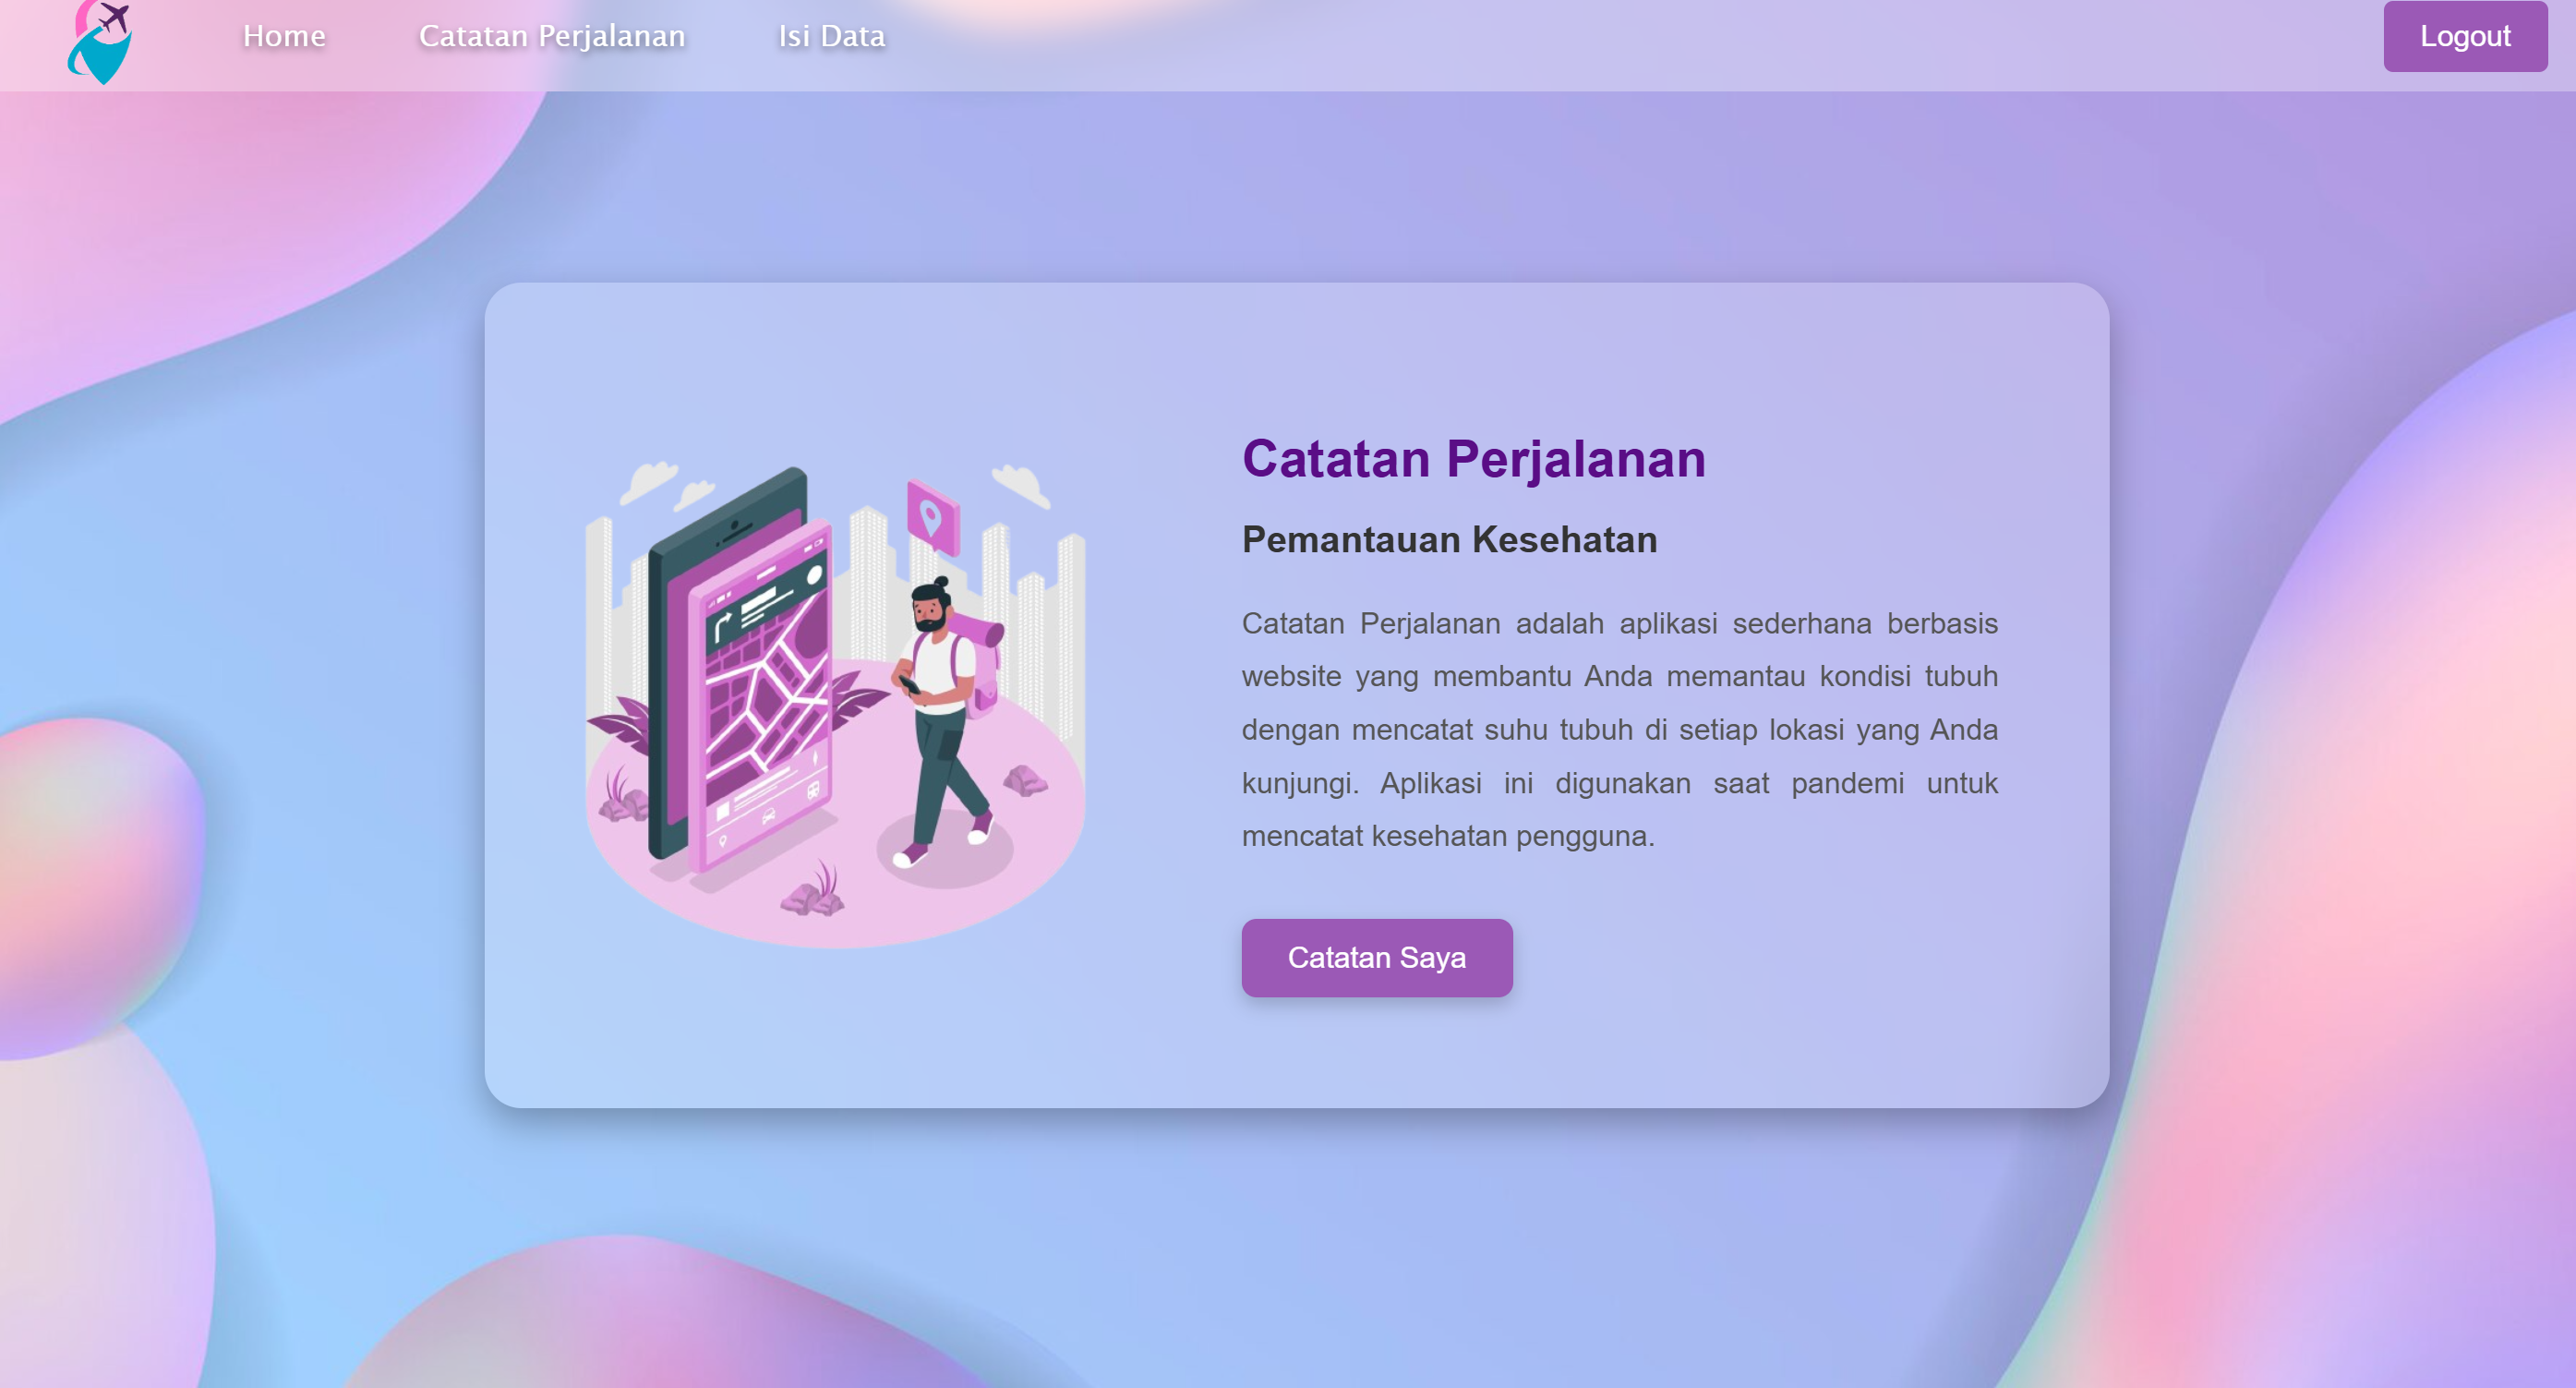 Home
Catatan Perjalanan
Isi Data
Logout
Catatan Perjalanan
Pemantauan Kesehatan
Catatan Perjalanan adalah aplikasi sederhana berbasis
website yang membantu Anda memantau kondisi tubuh
dengan mencatat suhu tubuh di setiap lokasi yang Anda
kunjungi. Aplikasi ini digunakan saat pandemi untuk
mencatat kesehatan pengguna.
Catatan Saya